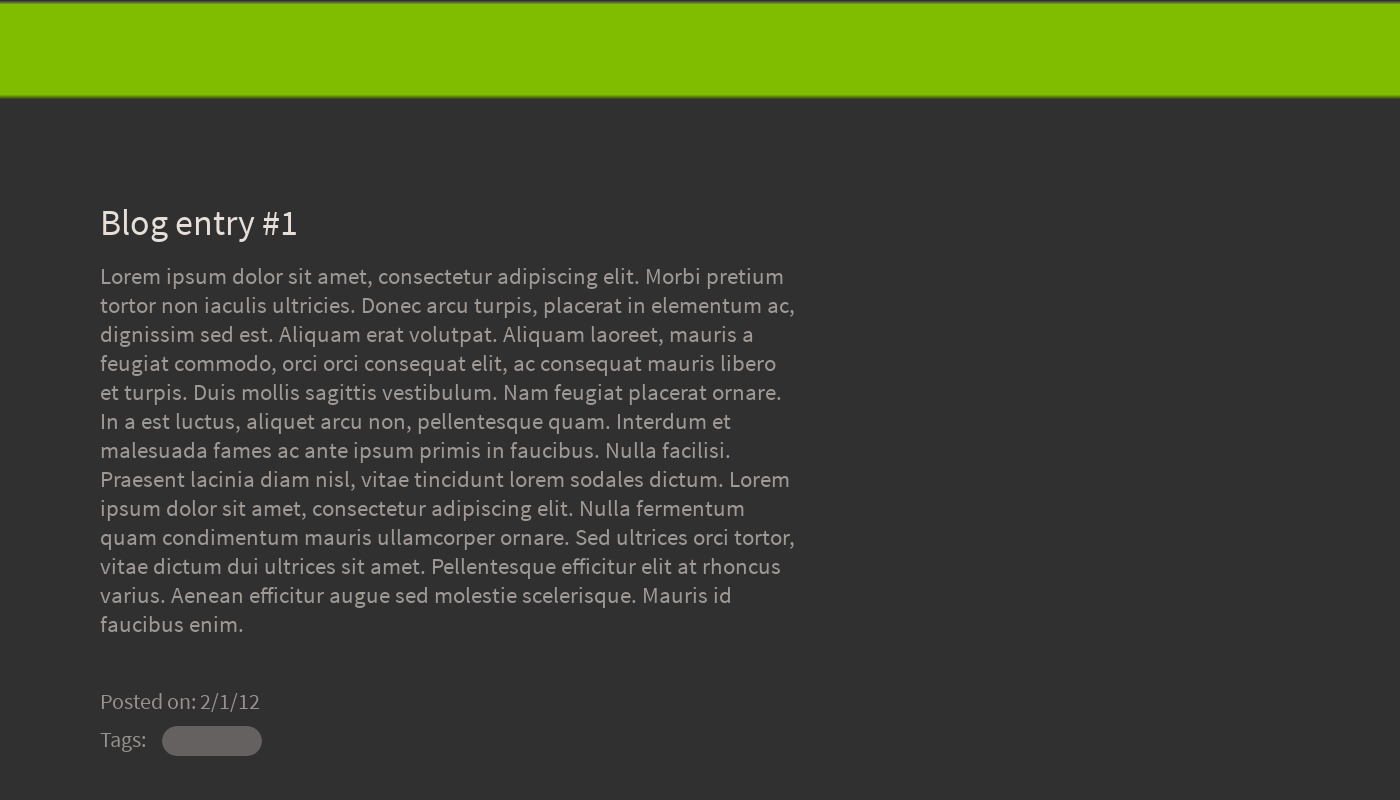 Blog entry #1
Lorem ipsum dolor sit amet, consectetur adipiscing elit. Morbi pretium
tortor non iaculis ultricies. Donec arcu turpis, placerat in elementum ac,
dignissim sed est. Aliquam erat volutpat. Aliquam laoreet, mauris a
feugiat commodo, orci orci consequat elit, ac consequat mauris libero
et turpis. Duis mollis sagittis vestibulum. Nam feugiat placerat ornare.
In a est luctus, aliquet arcu non, pellentesque quam. Interdum et
malesuada fames ac ante ipsum primis in faucibus. Nulla facilisi.
Praesent lacinia diam nisl, vitae tincidunt lorem sodales dictum. Lorem
ipsum dolor sit amet, consectetur adipiscing elit. Nulla fermentum
quam condimentum mauris ullamcorper ornare. Sed ultrices orci tortor,
vitae dictum dui ultrices sit amet. Pellentesque efficitur elit at rhoncus
varius. Aenean efficitur augue sed molestie scelerisque. Mauris id
faucibus enim.
Posted on: 2/1/12
Tags: